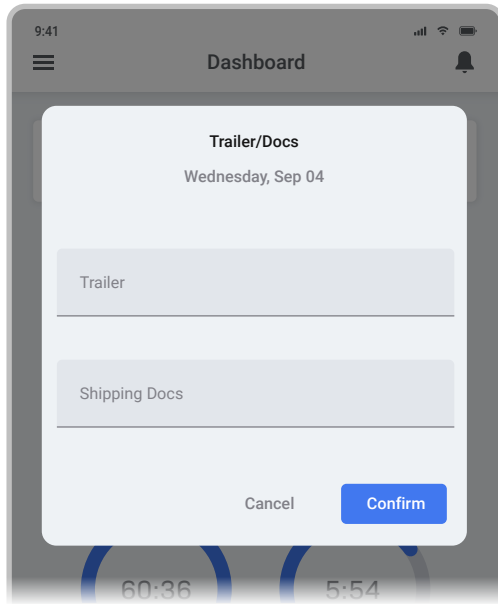 9:41
Dashboard
Trailer/Docs
Wednesday, Sep 04
Trailer
Shipping Docs
Cancel
Confirm
60:36
5:54